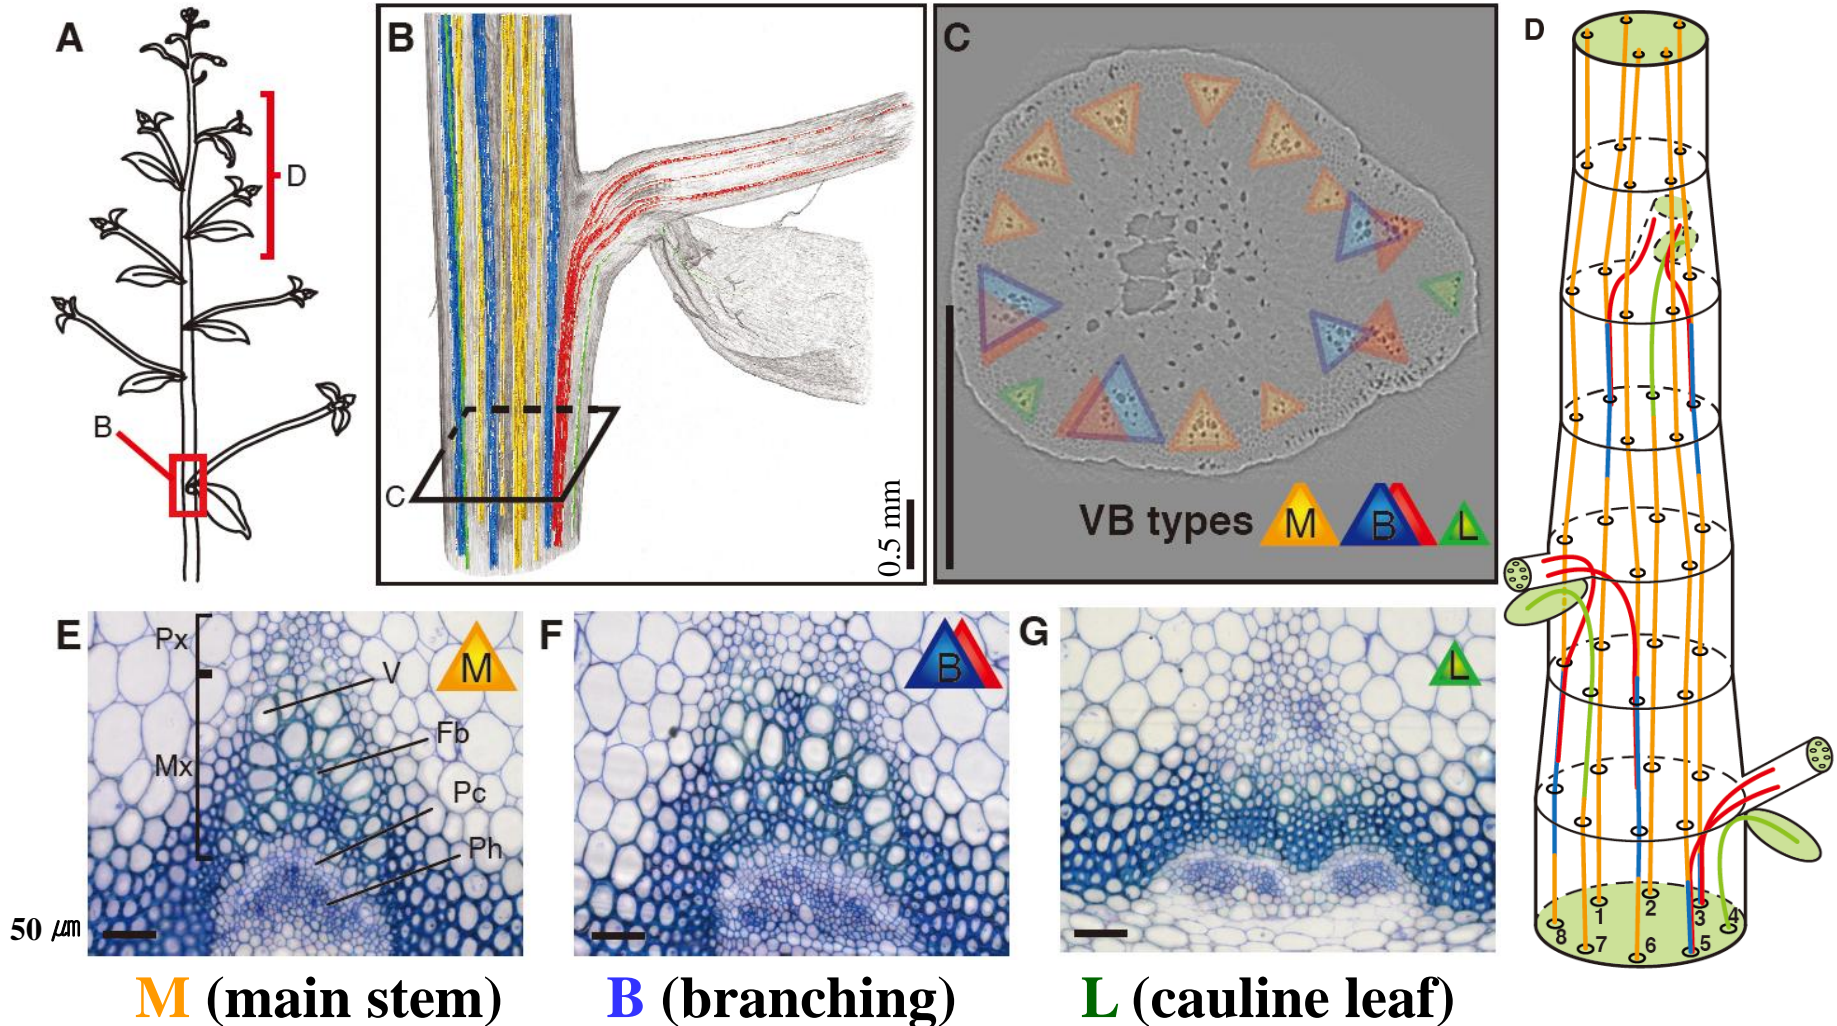 A
D
B
B
C
0.5 mm
C
VB types M B L
D
1 2 3 4
8 7 6 5
E
Px
Mx
V
Fb
Pc
Ph
M
50 ㎛
F
B
G
L
M (main stem)
B (branching)
L (cauline leaf)